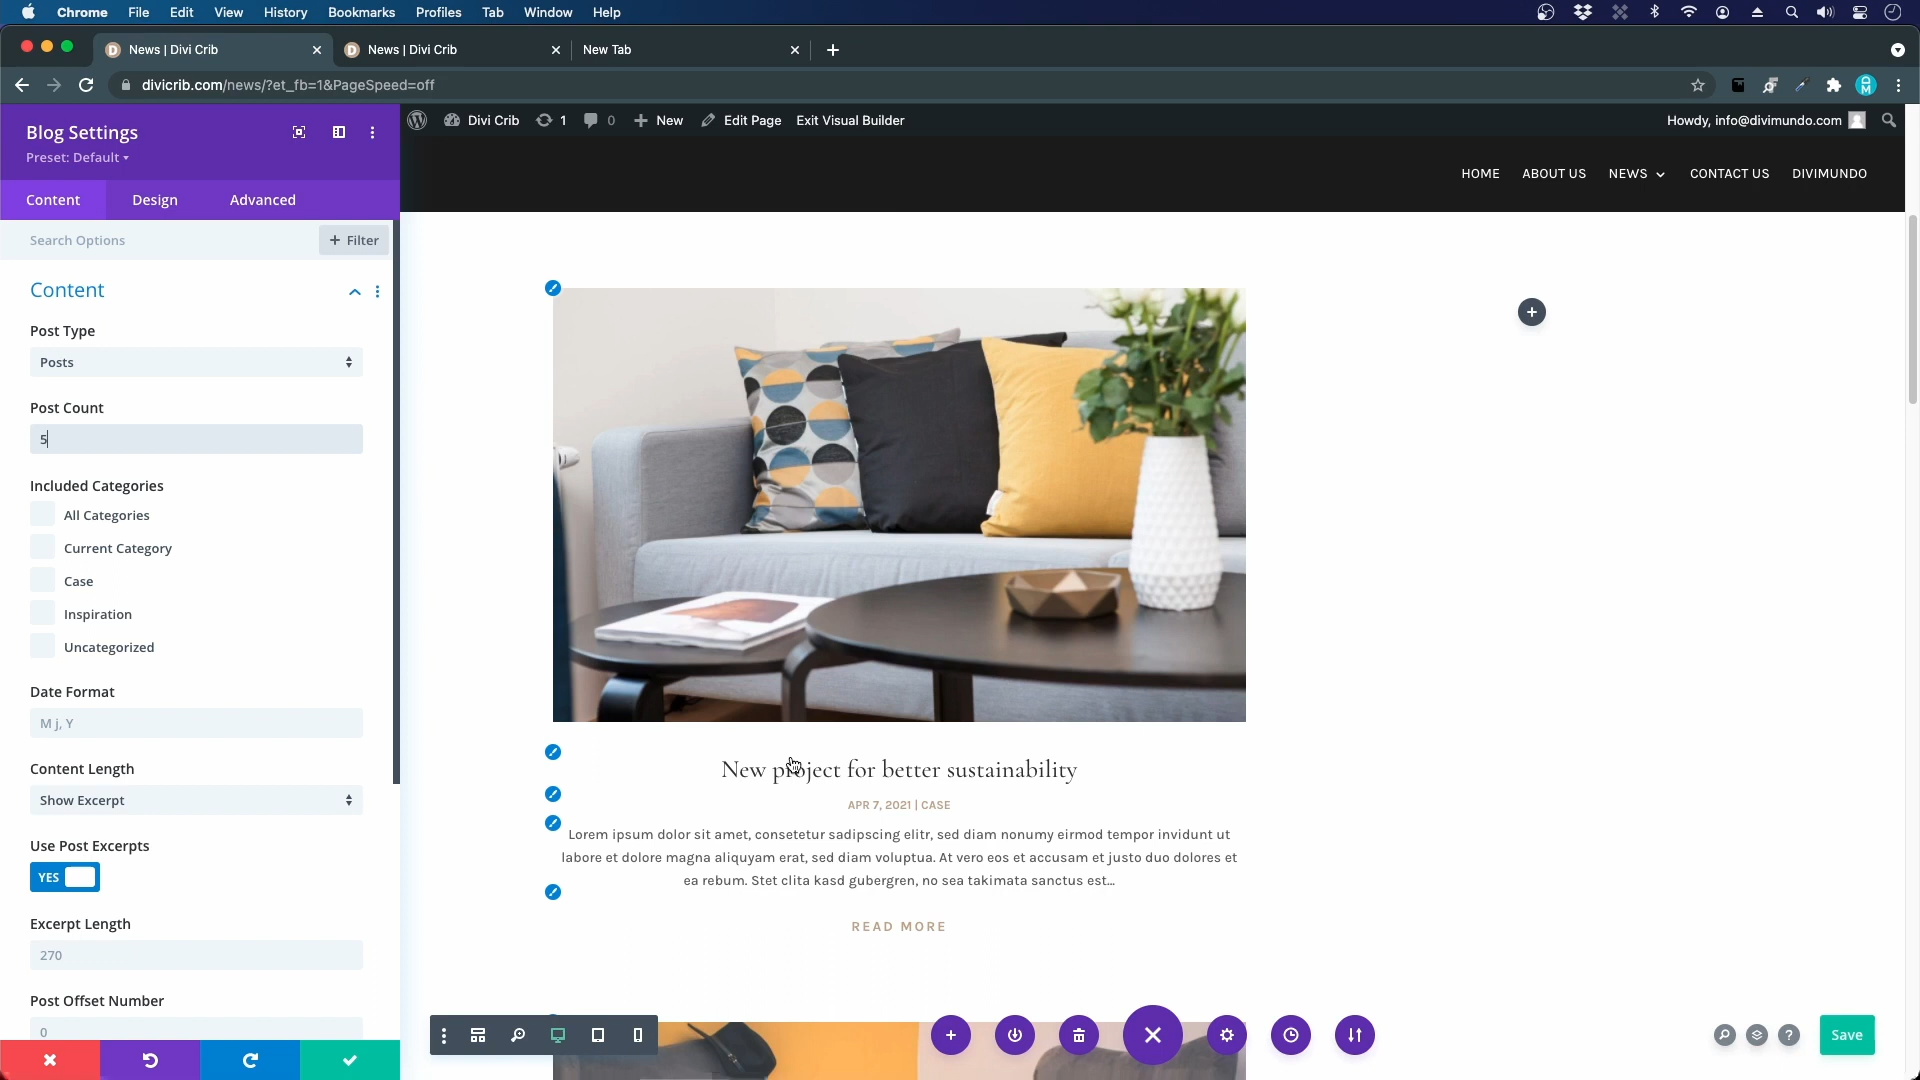 Chrome File Edit View History Bookmarks Profiles Tab Window Help
News | Divi Crib
News | Divi Crib
New Tab
divicrib.com/news/?et_fb=1&PageSpeed=off
Blog Settings
Preset: Default
Content Design Advanced
Search Options
+ Filter
Content
Post Type
Posts
Post Count
5
Included Categories
All Categories
Current Category
Case
Inspiration
Uncategorized
Date Format
M j, Y
Content Length
Show Excerpt
Use Post Excerpts
YES
Excerpt Length
270
Post Offset Number
0
Divi Crib 1 0 New Edit Page Exit Visual Builder
Howdy, info@divimundo.com
HOME ABOUT US NEWS CONTACT US DIVIMUNDO
New project for better sustainability
APR 7, 2021 | CASE
Lorem ipsum dolor sit amet, consetetur sadipscing elitr, sed diam nonumy eirmod tempor invidunt ut
labore et dolore magna aliquyam erat, sed diam voluptua. At vero eos et accusam et justo duo dolores et
ea rebum. Stet clita kasd gubergren, no sea takimata sanctus est...
READ MORE
Save